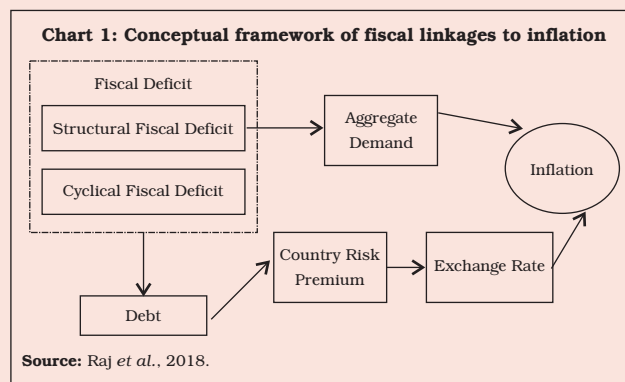 Chart 1: Conceptual framework of fiscal linkages to inflation
Fiscal Deficit
Structural Fiscal Deficit
Cyclical Fiscal Deficit
Aggregate
Demand
Inflation
Country Risk
Premium
Exchange Rate
Debt
Source: Raj et al., 2018.